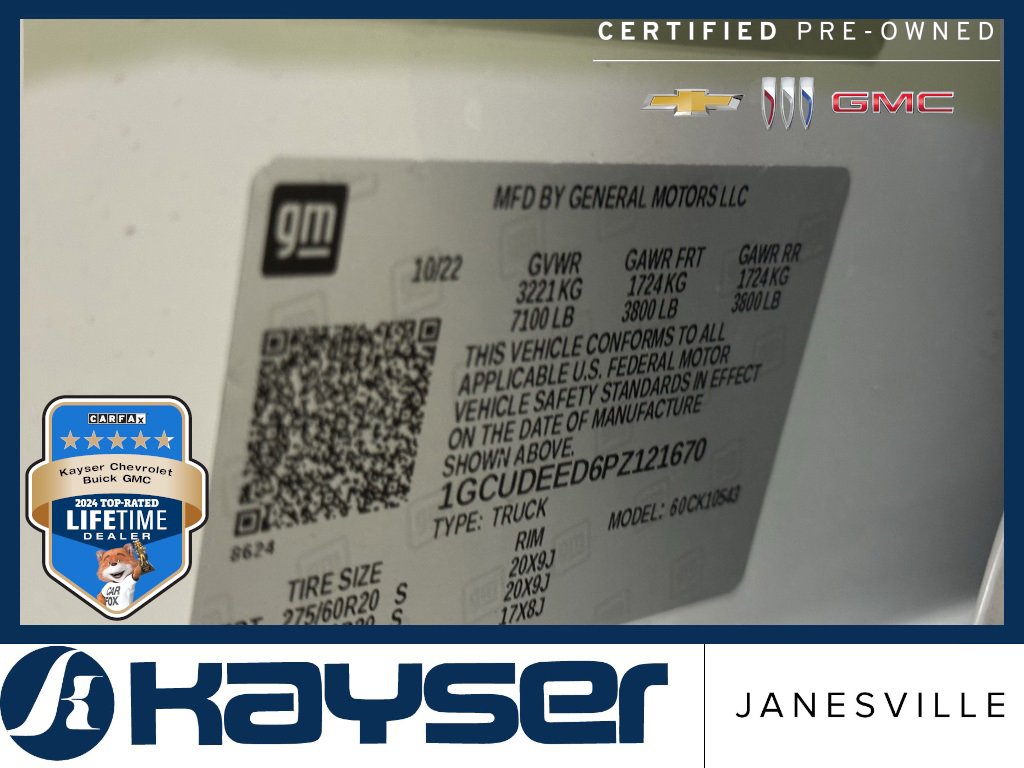 CERTIFIED PRE-OWNED
GMC
gm
MFD BY GENERAL MOTORS LLC
10/22
GVWR GAWR FRT GAWR RR
3221 KG 1724 KG 1724 KG
7100 LB 3800 LB 3800 LB
THIS VEHICLE CONFORMS TO ALL
APPLICABLE U.S. FEDERAL MOTOR
VEHICLE SAFETY STANDARDS IN EFFECT
ON THE DATE OF MANUFACTURE
SHOWN ABOVE.
1GCUDEED6PZ121670
TYPE: TRUCK MODEL: 60CK10543
8624
TIRE SIZE RIM
275/60R20 S 20X9J
S 20X9J
17X8J
CARFAX
Kayser Chevrolet
Buick GMC
2024 TOP-RATED
LIFETIME
DEALER
CAR
FOX
Kayser
JANESVILLE